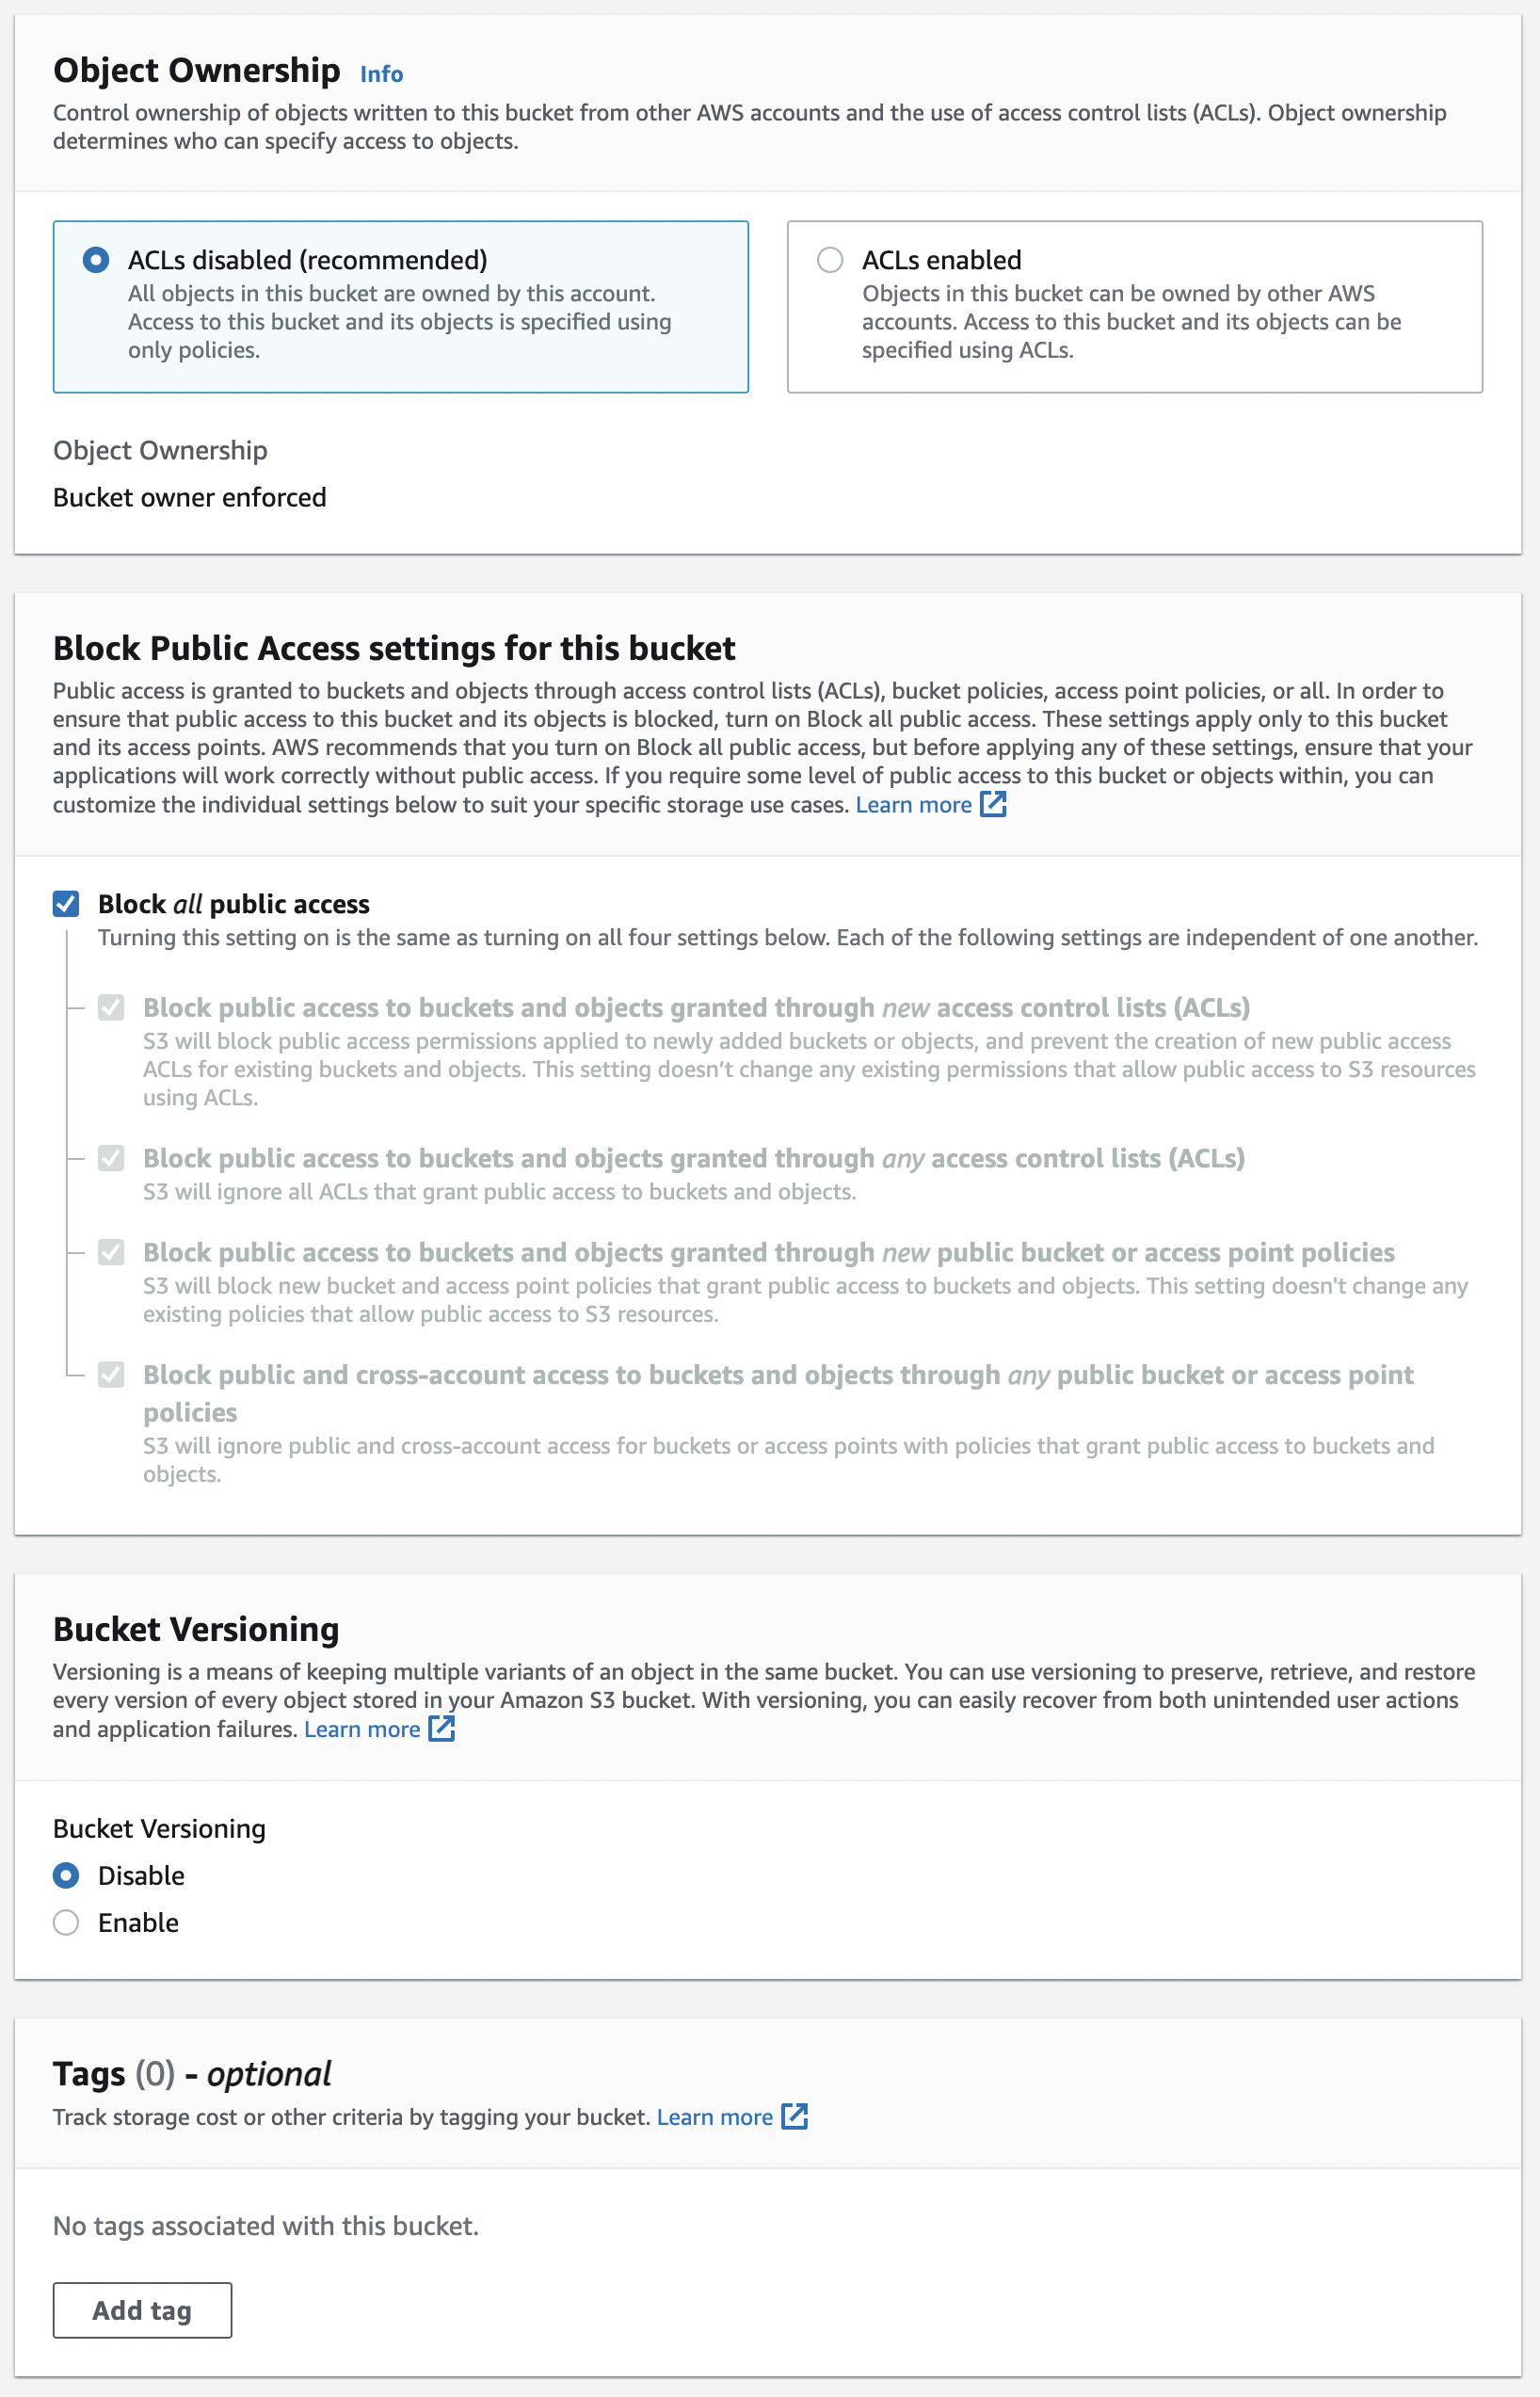 Object Ownership Info
Control ownership of objects written to this bucket from other AWS accounts and the use of access control lists (ACLs). Object ownership
determines who can specify access to objects.
ACLs disabled (recommended)
All objects in this bucket are owned by this account.
Access to this bucket and its objects is specified using
only policies.
ACLs enabled
Objects in this bucket can be owned by other AWS
accounts. Access to this bucket and its objects can be
specified using ACLs.
Object Ownership
Bucket owner enforced
Block Public Access settings for this bucket
Public access is granted to buckets and objects through access control lists (ACLs), bucket policies, access point policies, or all. In order to
ensure that public access to this bucket and its objects is blocked, turn on Block all public access. These settings apply only to this bucket
and its access points. AWS recommends that you turn on Block all public access, but before applying any of these settings, ensure that your
applications will work correctly without public access. If you require some level of public access to this bucket or objects within, you can
customize the individual settings below to suit your specific storage use cases. Learn more
Block all public access
Turning this setting on is the same as turning on all four settings below. Each of the following settings are independent of one another.
Block public access to buckets and objects granted through new access control lists (ACLs)
S3 will block public access permissions applied to newly added buckets or objects, and prevent the creation of new public access
ACLs for existing buckets and objects. This setting doesn’t change any existing permissions that allow public access to S3 resources
using ACLs.
Block public access to buckets and objects granted through any access control lists (ACLs)
S3 will ignore all ACLs that grant public access to buckets and objects.
Block public access to buckets and objects granted through new public bucket or access point policies
S3 will block new bucket and access point policies that grant public access to buckets and objects. This setting doesn't change any
existing policies that allow public access to S3 resources.
Block public and cross-account access to buckets and objects through any public bucket or access point
policies
S3 will ignore public and cross-account access for buckets or access points with policies that grant public access to buckets and
objects.
Bucket Versioning
Versioning is a means of keeping multiple variants of an object in the same bucket. You can use versioning to preserve, retrieve, and restore
every version of every object stored in your Amazon S3 bucket. With versioning, you can easily recover from both unintended user actions
and application failures. Learn more
Bucket Versioning
Disable
Enable
Tags (0) - optional
Track storage cost or other criteria by tagging your bucket. Learn more
No tags associated with this bucket.
Add tag